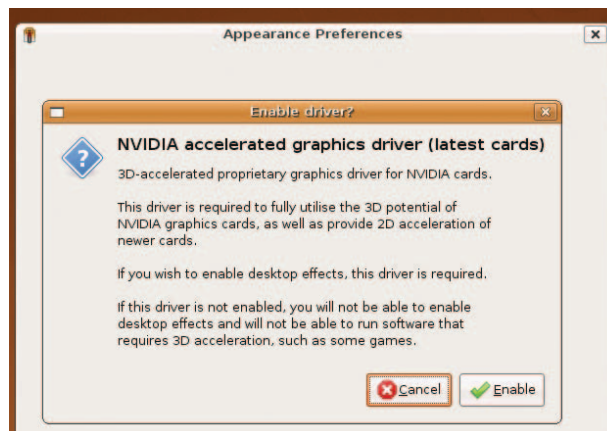 Appearance Preferences
Enable driver?
NVIDIA accelerated graphics driver (latest cards)
3D-accelerated proprietary graphics driver for NVIDIA cards.
This driver is required to fully utilise the 3D potential of
NVIDIA graphics cards, as well as provide 2D acceleration of
newer cards.
If you wish to enable desktop effects, this driver is required.
If this driver is not enabled, you will not be able to enable
desktop effects and will not be able to run software that
requires 3D acceleration, such as some games.
Cancel Enable